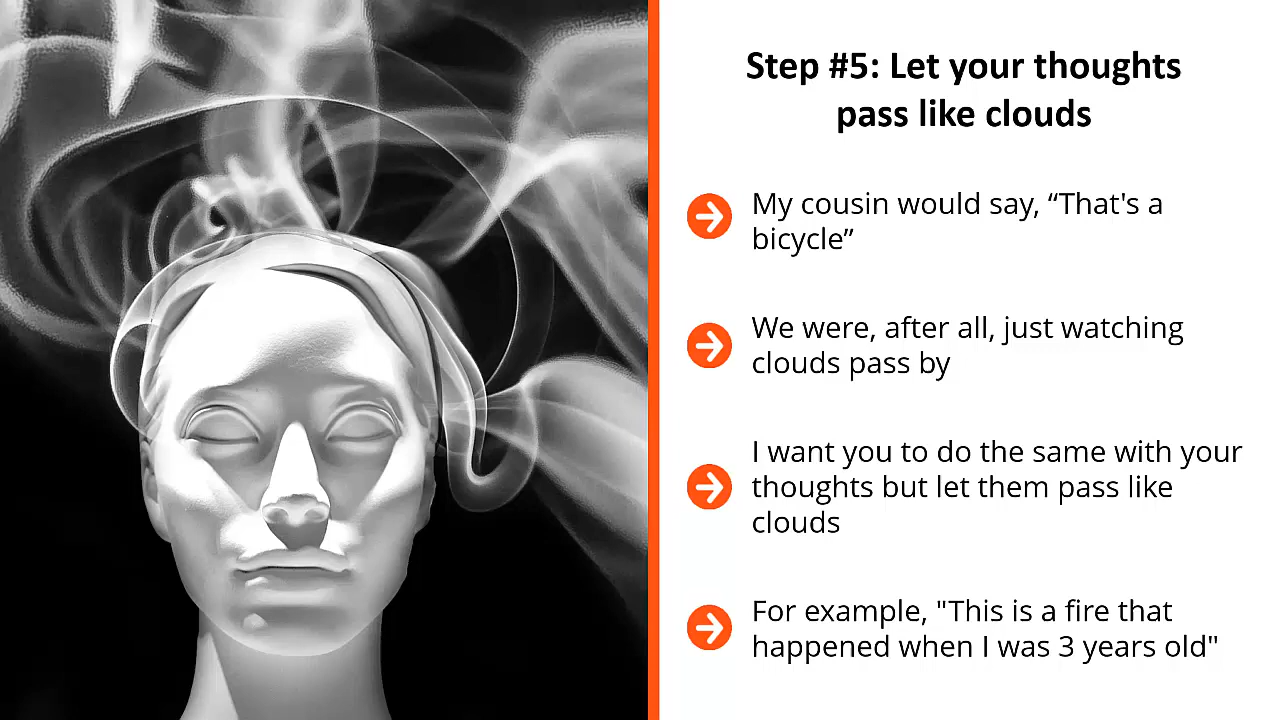 Step #5: Let your thoughts
pass like clouds
My cousin would say, “That's a
bicycle”
We were, after all, just watching
clouds pass by
I want you to do the same with your
thoughts but let them pass like
clouds
For example, "This is a fire that
happened when I was 3 years old"